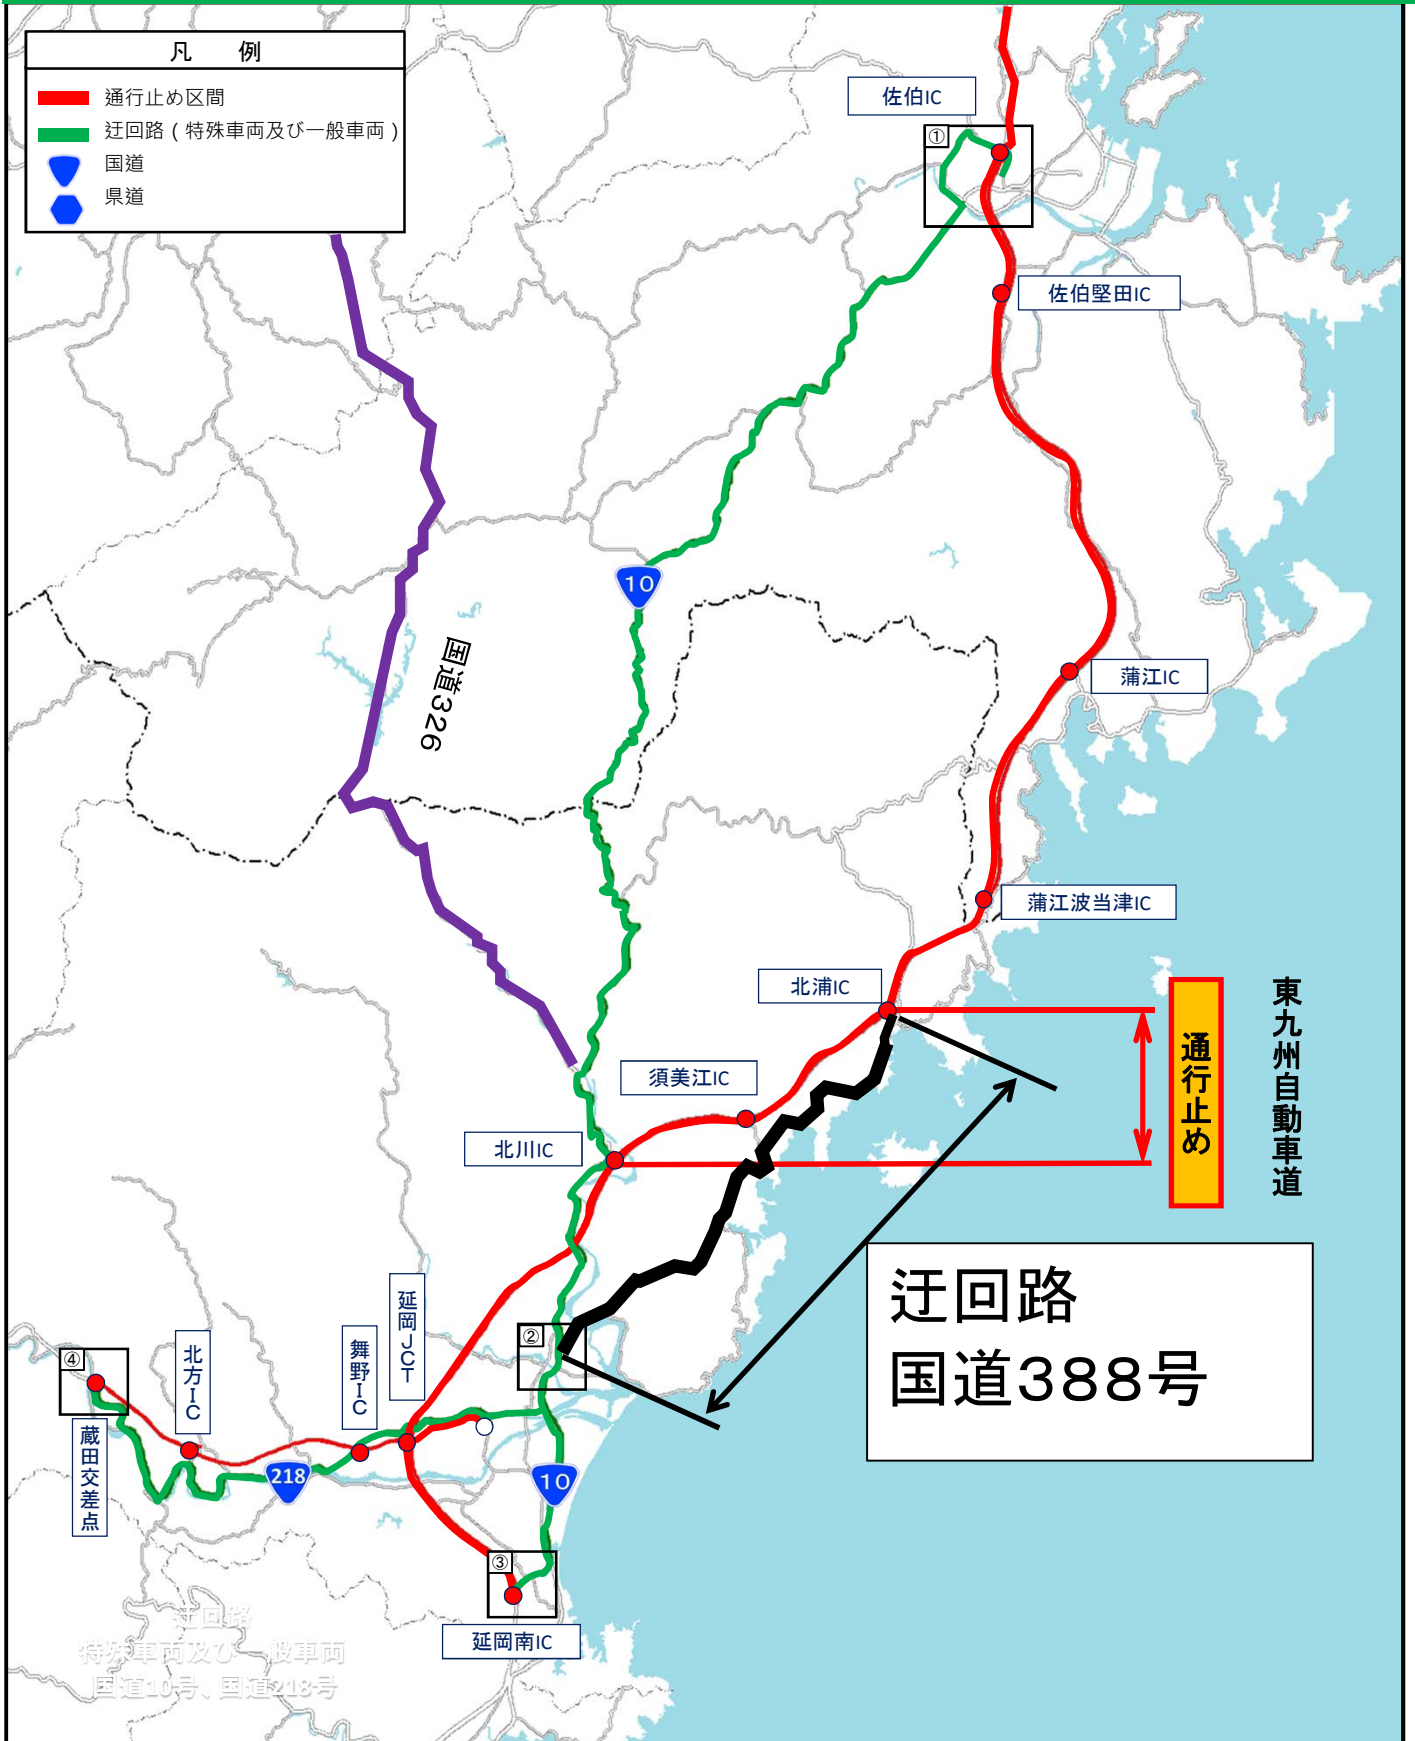 凡　例
通行止め区間
迂回路（特殊車両及び一般車両）
国道
県道
佐伯IC
①
佐伯堅田IC
10
国道326
蒲江IC
蒲江波当津IC
北浦IC
東九州自動車道
通行止め
須美江IC
北川IC
迂回路
国道388号
延岡JCT
②
舞野IC
北方IC
④
蔵田交差点
218
10
③
延岡南IC
迂回路
特殊車両及び一般車両
国道10号、国道218号